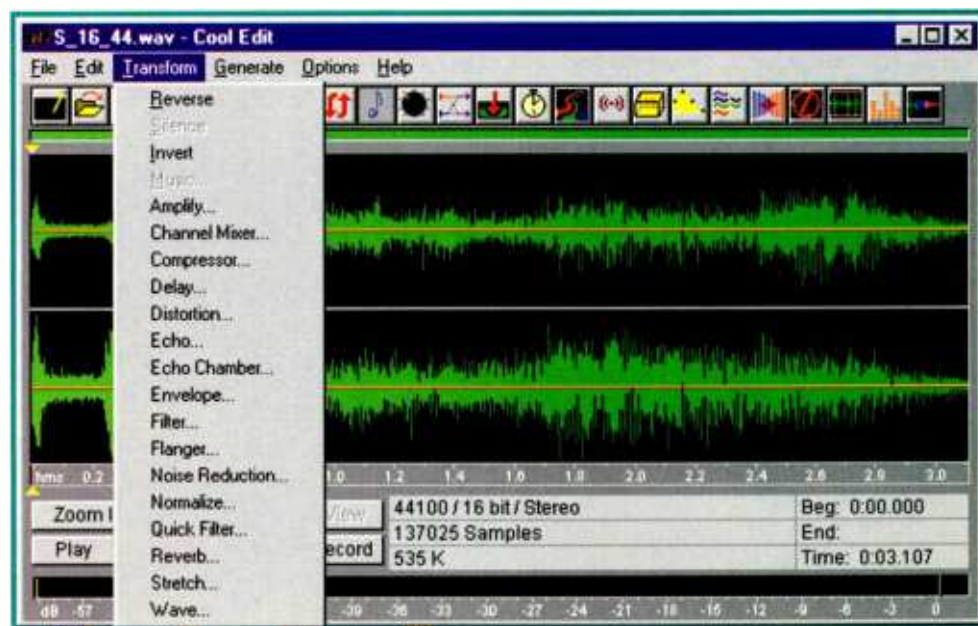 S_16_44.wav - Cool Edit
File Edit Transform Generate Options Help
Reverse
Silence
Invert
Music...
Amplify...
Channel Mixer...
Compressor...
Delay...
Distortion...
Echo...
Echo Chamber...
Envelope...
Filter...
Flanger...
Noise Reduction...
Normalize...
Quick Filter...
Reverb...
Stretch...
Wave...
hms 0.2 1.0 1.2 1.4 1.6 1.8 2.0 2.2 2.4 2.6 2.8 3.0
Zoom I View 44100 / 16 bit / Stereo Beg: 0:00.000
137025 Samples End:
Play ecord 535 K Time: 0:03.107
dB -57 -39 -36 -33 -30 -27 -24 -21 -18 -15 -12 -9 -6 -3 0